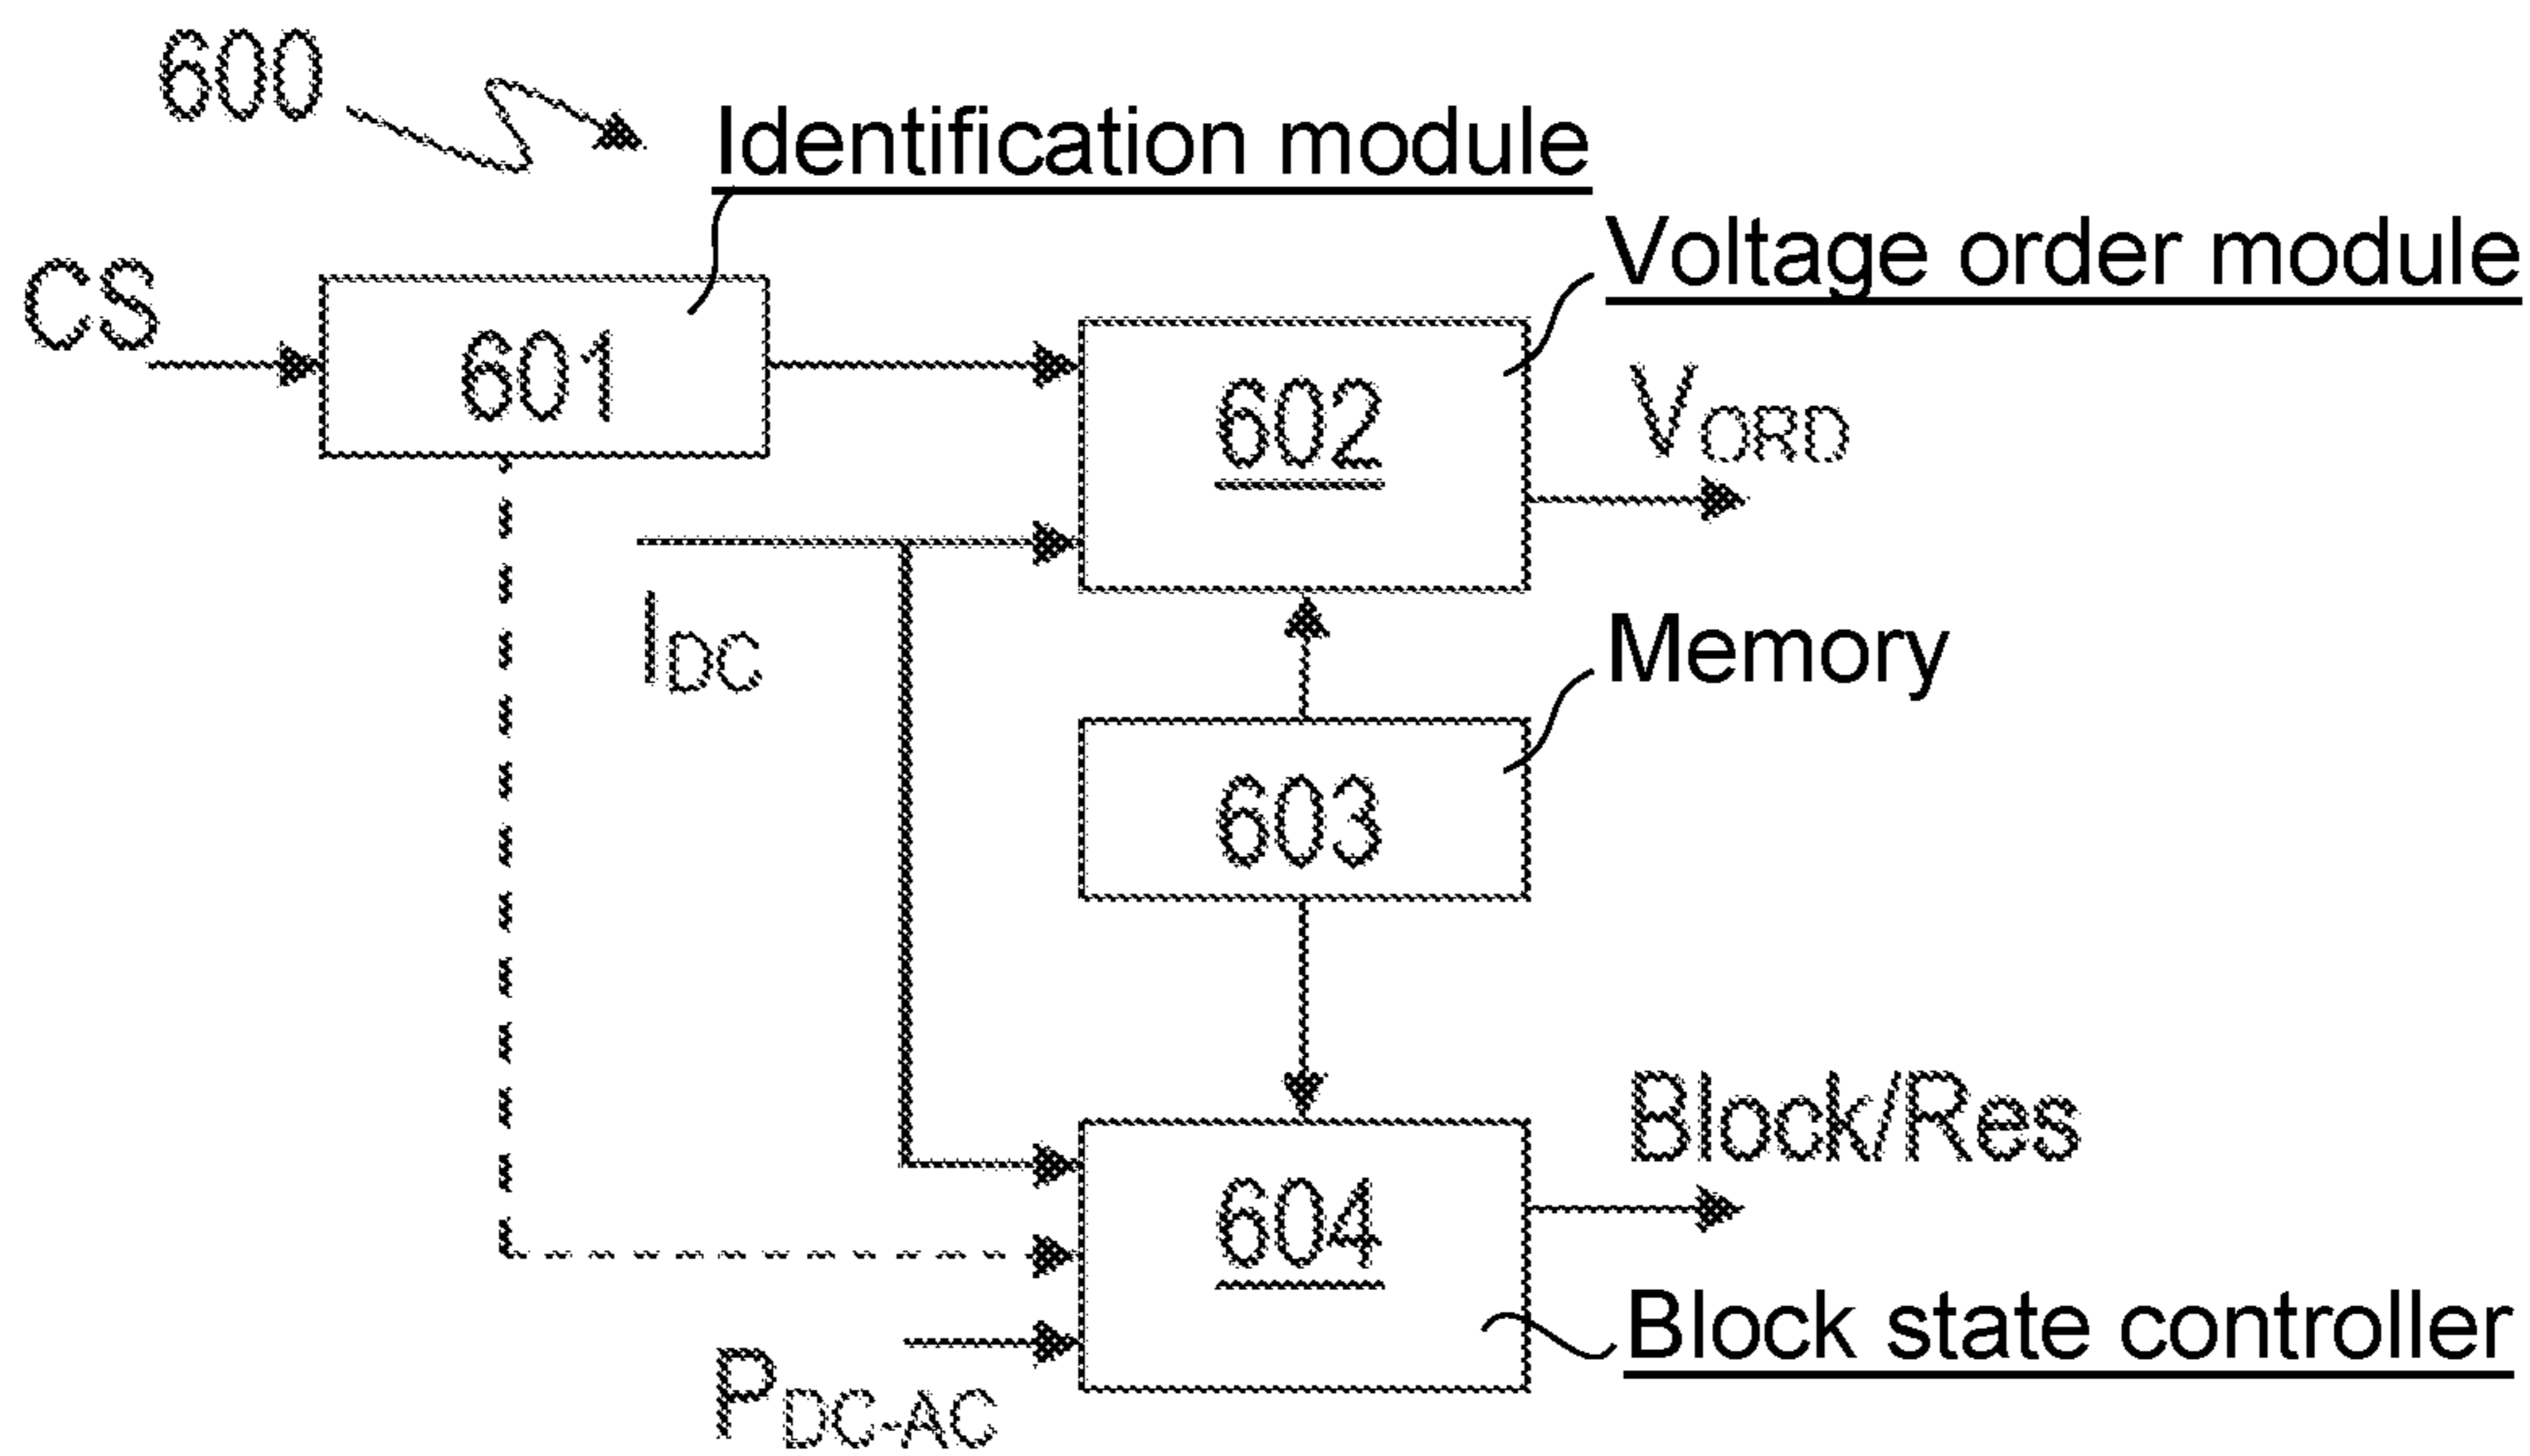 600
Identification module
Voltage order module
CS
601
602
VORD
IDC
Memory
603
Block/Res
604
Block state controller
PDC-AC